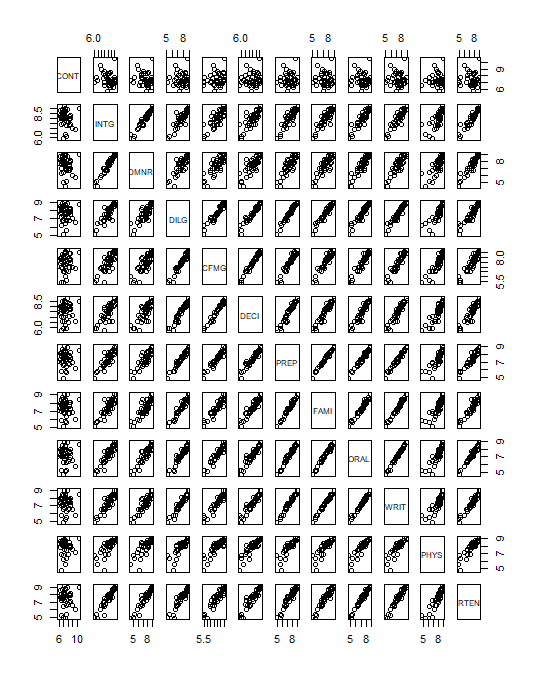 6.0 5 8 6.0 5 8 5 8
CONT 9 6
6.0 8.5 INTG
DMNR 8 5
5 7 9 DILG
CFMG 8.0 5.5
6.0 8.5 DECI
PREP 9 7 5
5 7 9 FAMI
ORAL 9 7 5
5 7 9 WRIT
PHYS 9 7 5
5 7 9 RTEN
6 10 5 8 5.5 5 8 5 8